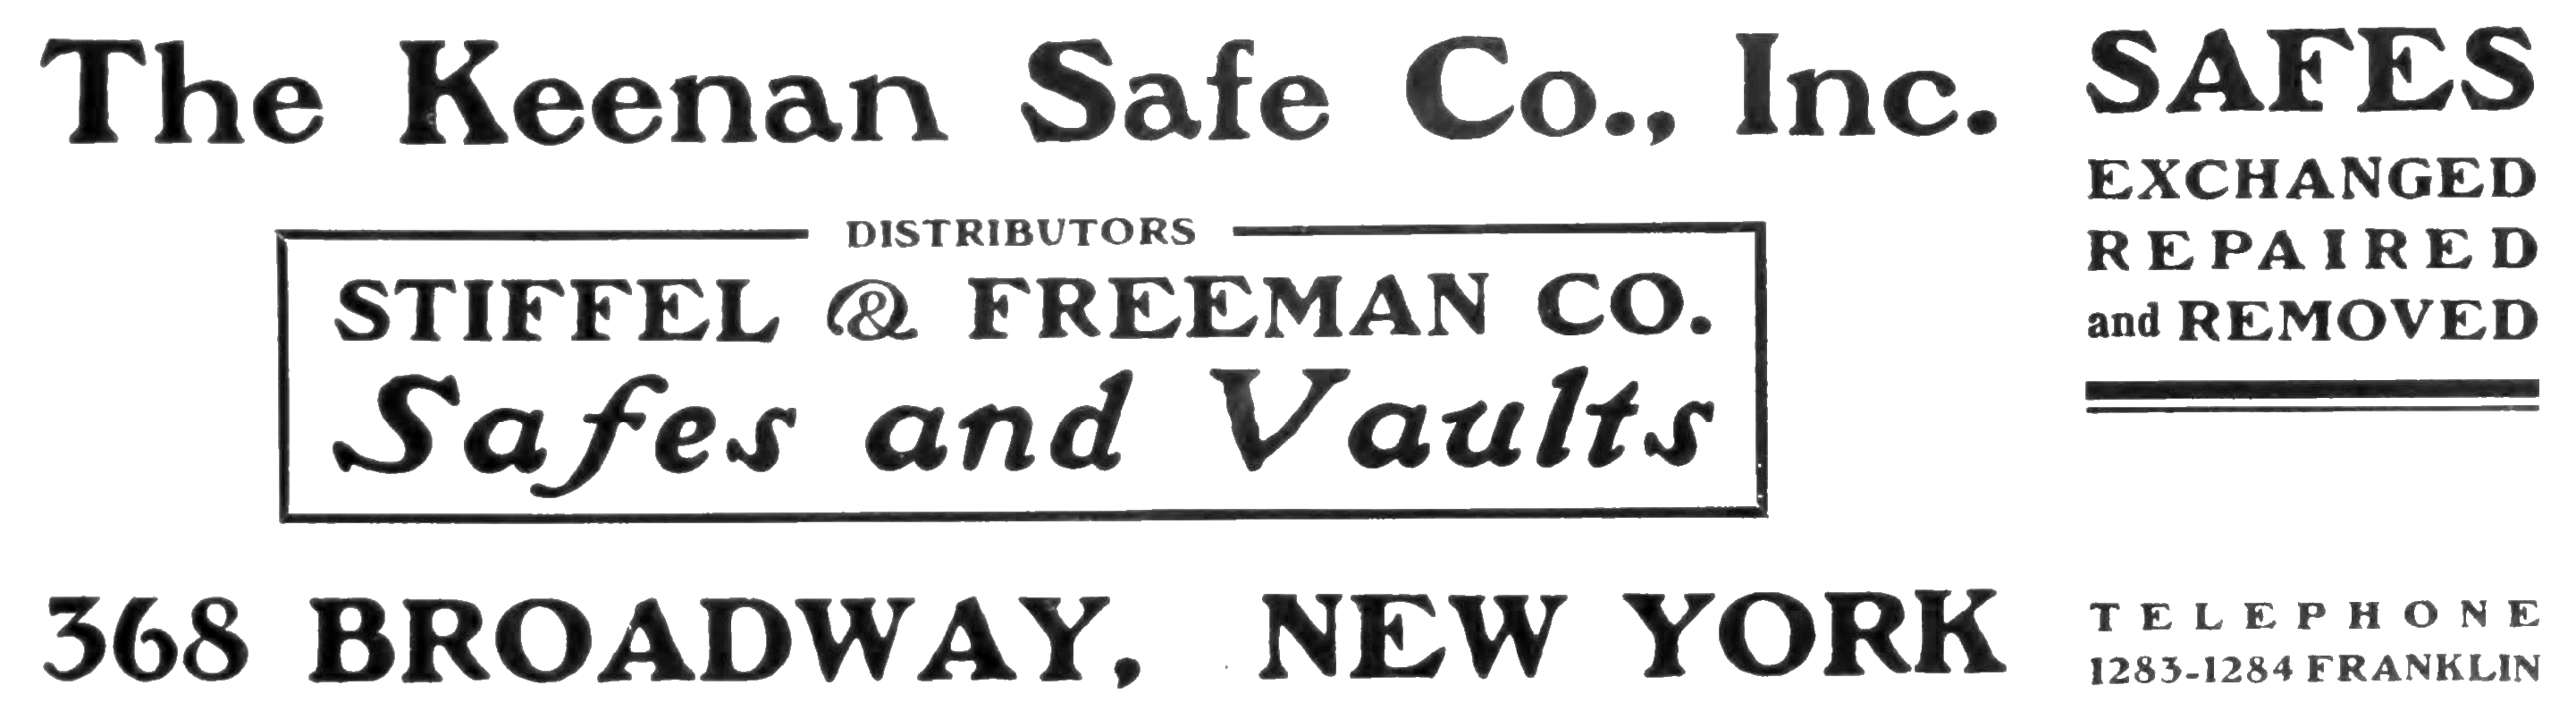 The Keenan Safe Co., Inc.
DISTRIBUTORS
STIFFEL & FREEMAN CO.
Safes and Vaults
368 BROADWAY, NEW YORK
SAFES
EXCHANGED
REPAIRED
and REMOVED
TELEPHONE
1283-1284 FRANKLIN